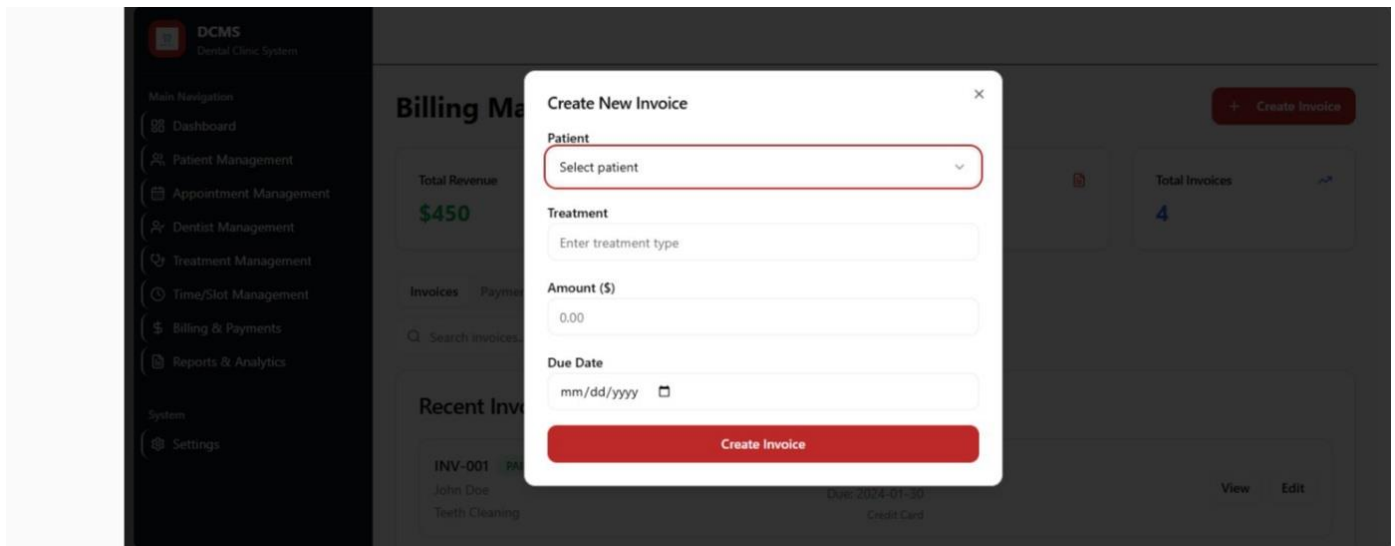 DCMS
Dental Clinic System
Main Navigation
Dashboard
Patient Management
Appointment Management
Dentist Management
Treatment Management
Time/Slot Management
$ Billing & Payments
Reports & Analytics
System
Settings
Billing Ma
+ Create Invoice
Total Revenue
$450
Total Invoices
4
Invoices Paymen
Search invoices..
Recent Invo
INV-001 PAI
John Doe
Teeth Cleaning
Due: 2024-01-30
Credit Card
View Edit
Create New Invoice
Patient
Select patient
Treatment
Enter treatment type
Amount ($)
0.00
Due Date
mm/dd/yyyy
Create Invoice